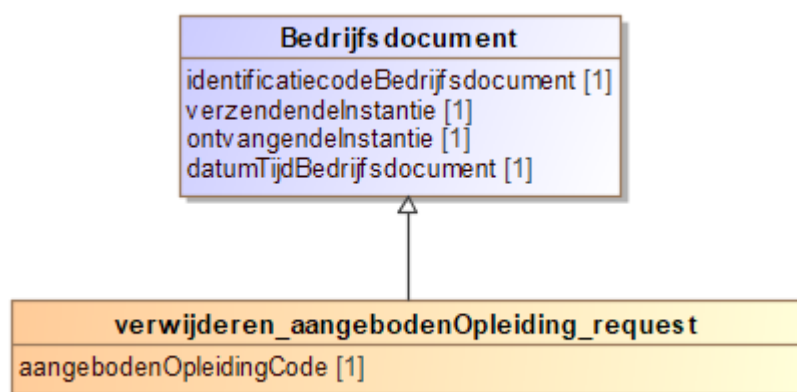 Bedrijfsdocument
identificatiecodeBedrijfsdocument [1]
verzendendeInstantie [1]
ontvangendeInstantie [1]
datumTijdBedrijfsdocument [1]
verwijderen_aangebodenOpleiding_request
aangebodenOpleidingCode [1]